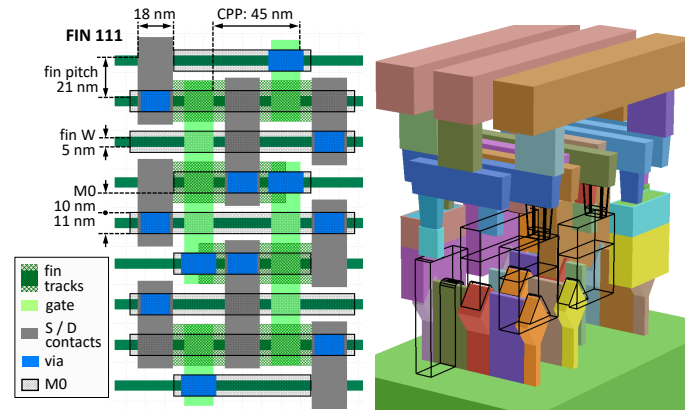 18 nm
CPP: 45 nm
FIN 111
fin pitch
21 nm
fin W
5 nm
M0
10 nm
11 nm
fin
tracks
gate
S / D
contacts
via
M0